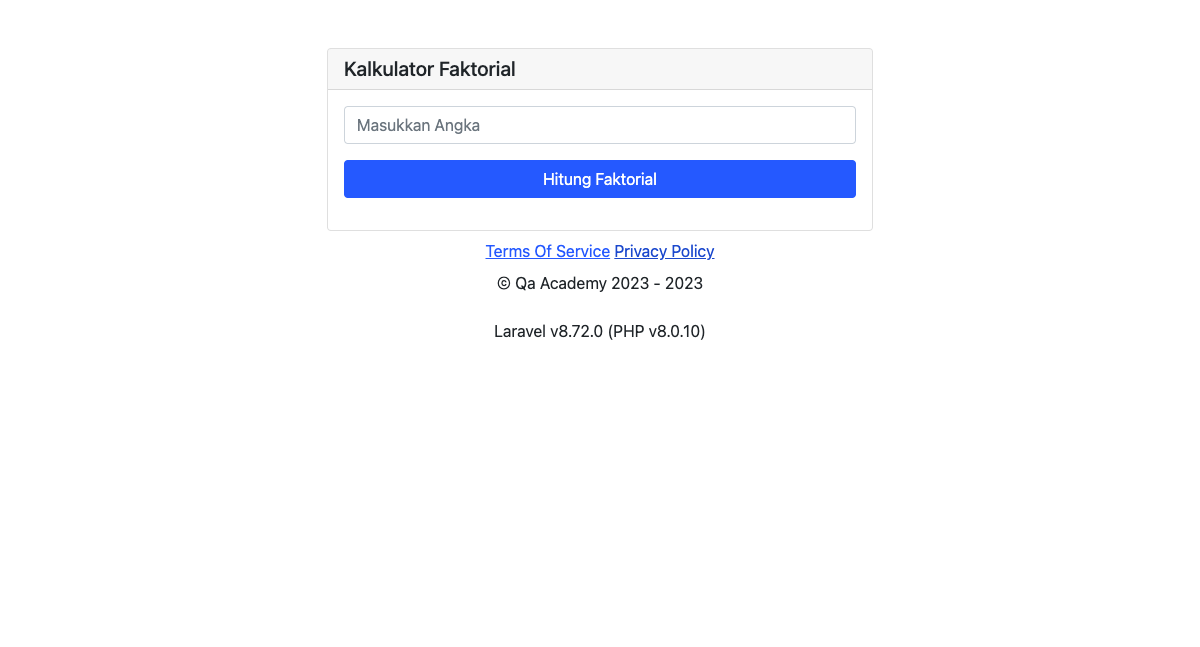 Kalkulator Faktorial
Masukkan Angka
Hitung Faktorial
Terms Of Service Privacy Policy
© Qa Academy 2023 - 2023
Laravel v8.72.0 (PHP v8.0.10)